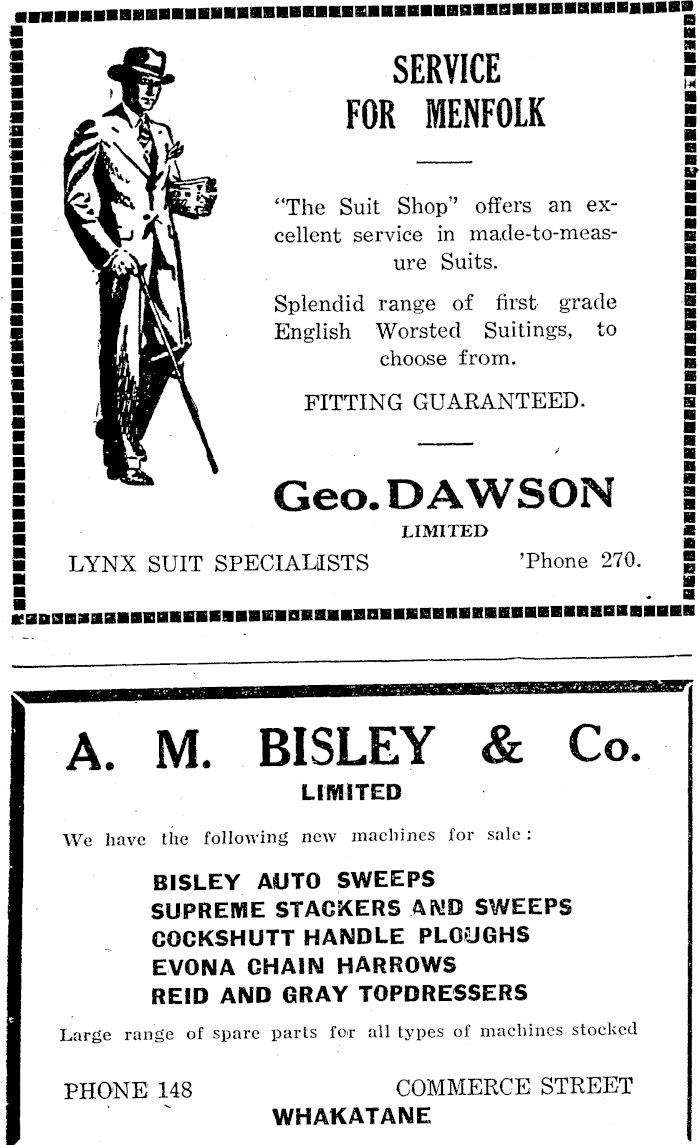 SERVICE
FOR MENFOLK
"The Suit Shop" offers an ex-
cellent service in made-to-meas-
ure Suits.
Splendid range of first grade
English Worsted Suitings, to
choose from.
FITTING GUARANTEED.
Geo. DAWSON
LIMITED
LYNX SUIT SPECIALISTS 'Phone 270.
A. M. BISLEY & Co.
LIMITED
We have the following new machines for sale:
BISLEY AUTO SWEEPS
SUPREME STACKERS AND SWEEPS
COCKSHUTT HANDLE PLOUGHS
EVONA CHAIN HARROWS
REID AND GRAY TOPDRESSERS
Large range of spare parts for all types of machines stocked
PHONE 148 COMMERCE STREET
WHAKATANE